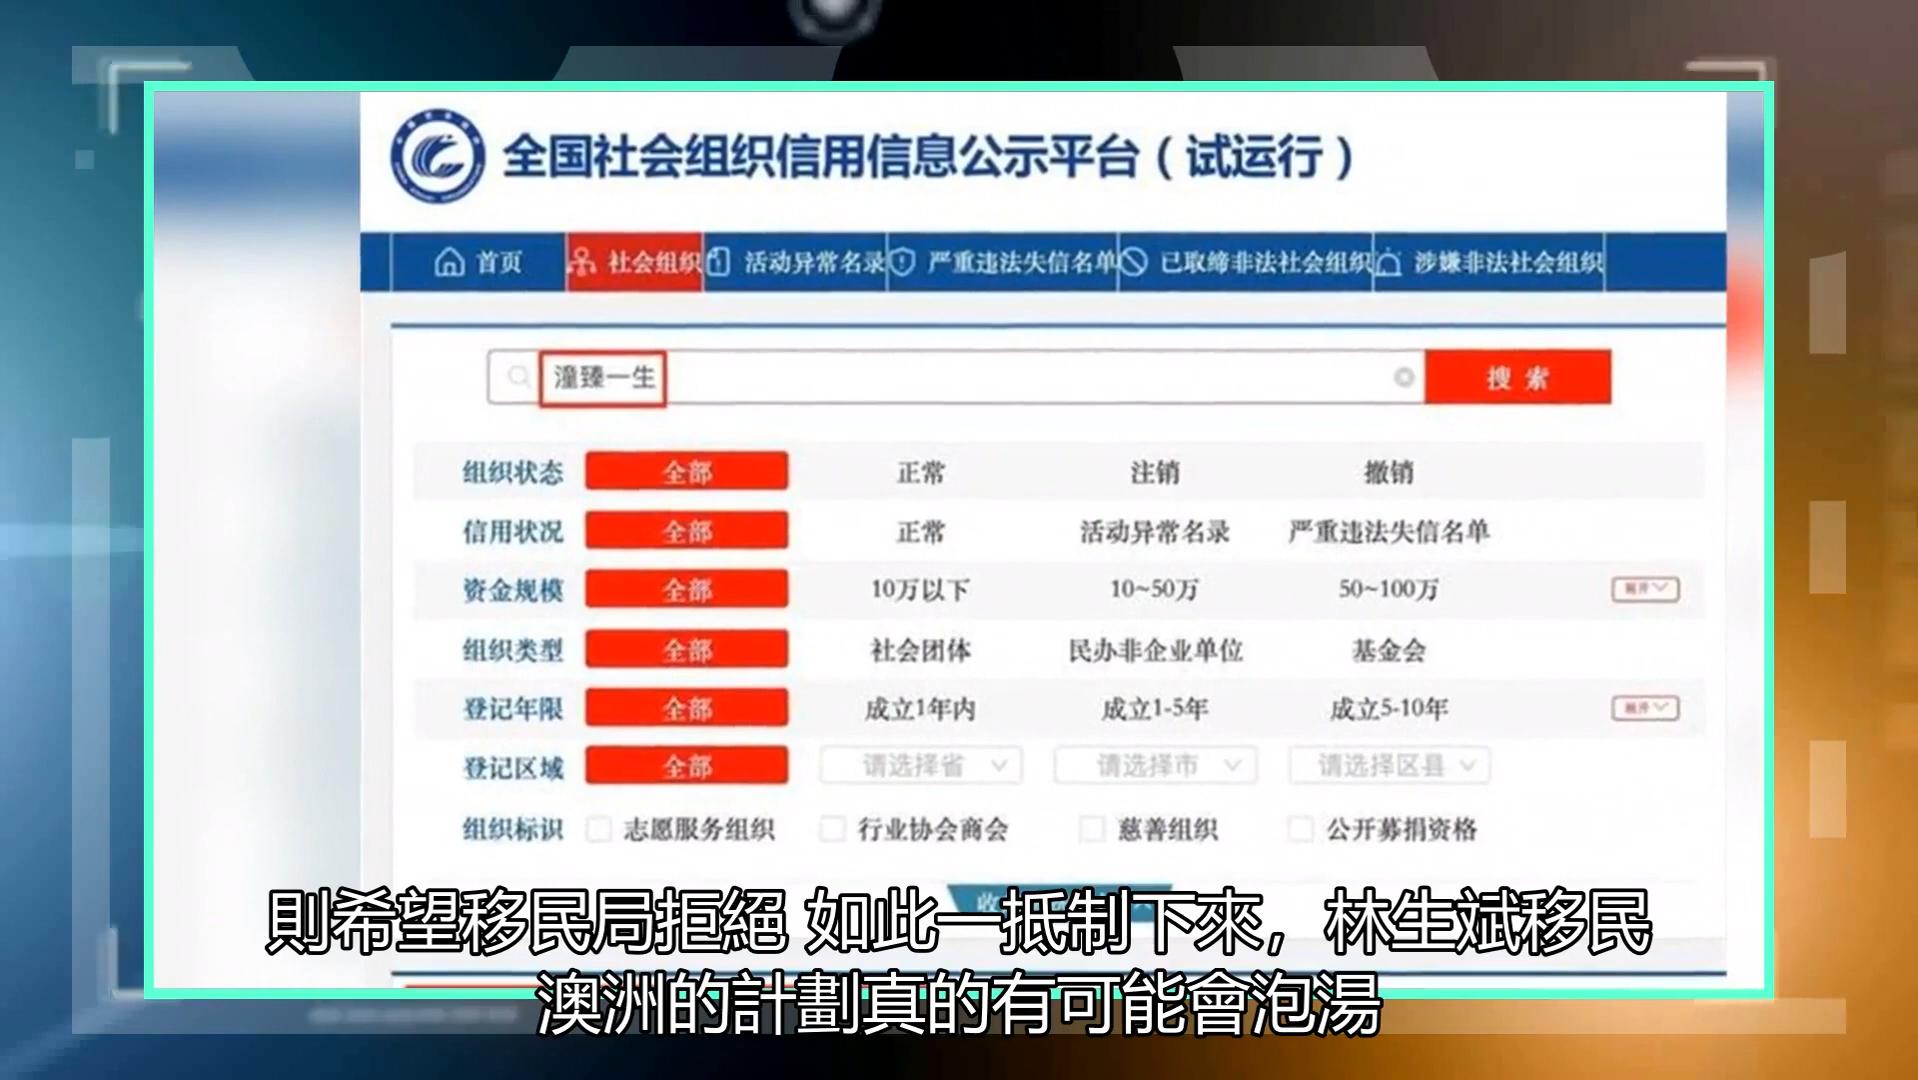 全国社会组织信用信息公示平台（试运行）
首页 社会组织 活动异常名录 严重违法失信名单 已取缔非法社会组织 涉嫌非法社会组织
潼臻一生 搜索
组织状态 全部 正常 注销 撤销
信用状况 全部 正常 活动异常名录 严重违法失信名单
资金规模 全部 10万以下 10~50万 50~100万 展开
组织类型 全部 社会团体 民办非企业单位 基金会
登记年限 全部 成立1年内 成立1-5年 成立5-10年 展开
登记区域 全部 请选择省 请选择市 请选择区县
组织标识 志愿服务组织 行业协会商会 慈善组织 公开募捐资格
則希望移民局拒絕 如此一抵制下來，林生斌移民
澳洲的計劃真的有可能會泡湯